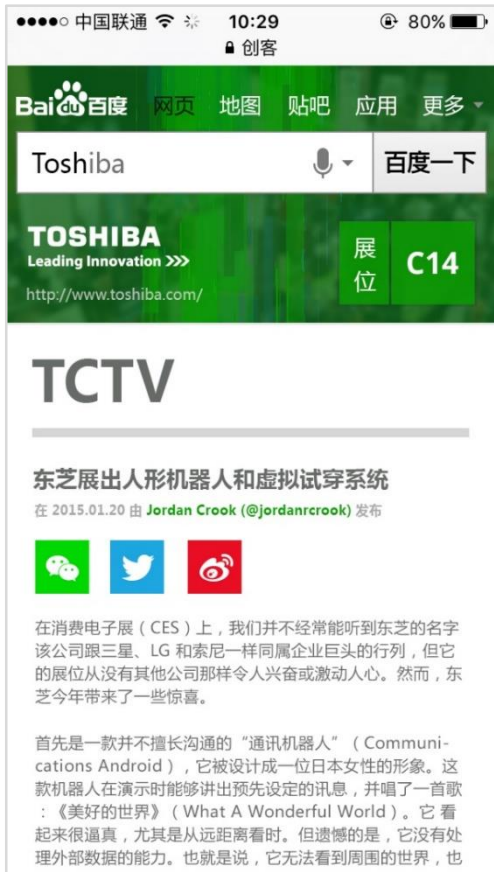 中国联通 10:29 80%
创客
Bai du 百度 网页 地图 贴吧 应用 更多
Toshiba 百度一下
TOSHIBA
Leading Innovation >>>
http://www.toshiba.com/
展位 C14
TCTV
东芝展出人形机器人和虚拟试穿系统
在 2015.01.20 由 Jordan Crook (@jordanrcrook) 发布
在消费电子展（CES）上，我们并不经常能听到东芝的名字
该公司跟三星、LG 和索尼一样同属企业巨头的行列，但它
的展位从没有其他公司那样令人兴奋或激动人心。然而，东
芝今年带来了一些惊喜。
首先是一款并不擅长沟通的“通讯机器人”（Communi-
cations Android），它被设计成一位日本女性的形象。这
款机器人在演示时能够讲出预先设定的讯息，并唱了一首歌
：《美好的世界》（What A Wonderful World）。它 看
起来很逼真，尤其是从远距离看时。但遗憾的是，它没有处
理外部数据的能力。也就是说，它无法看到周围的世界，也